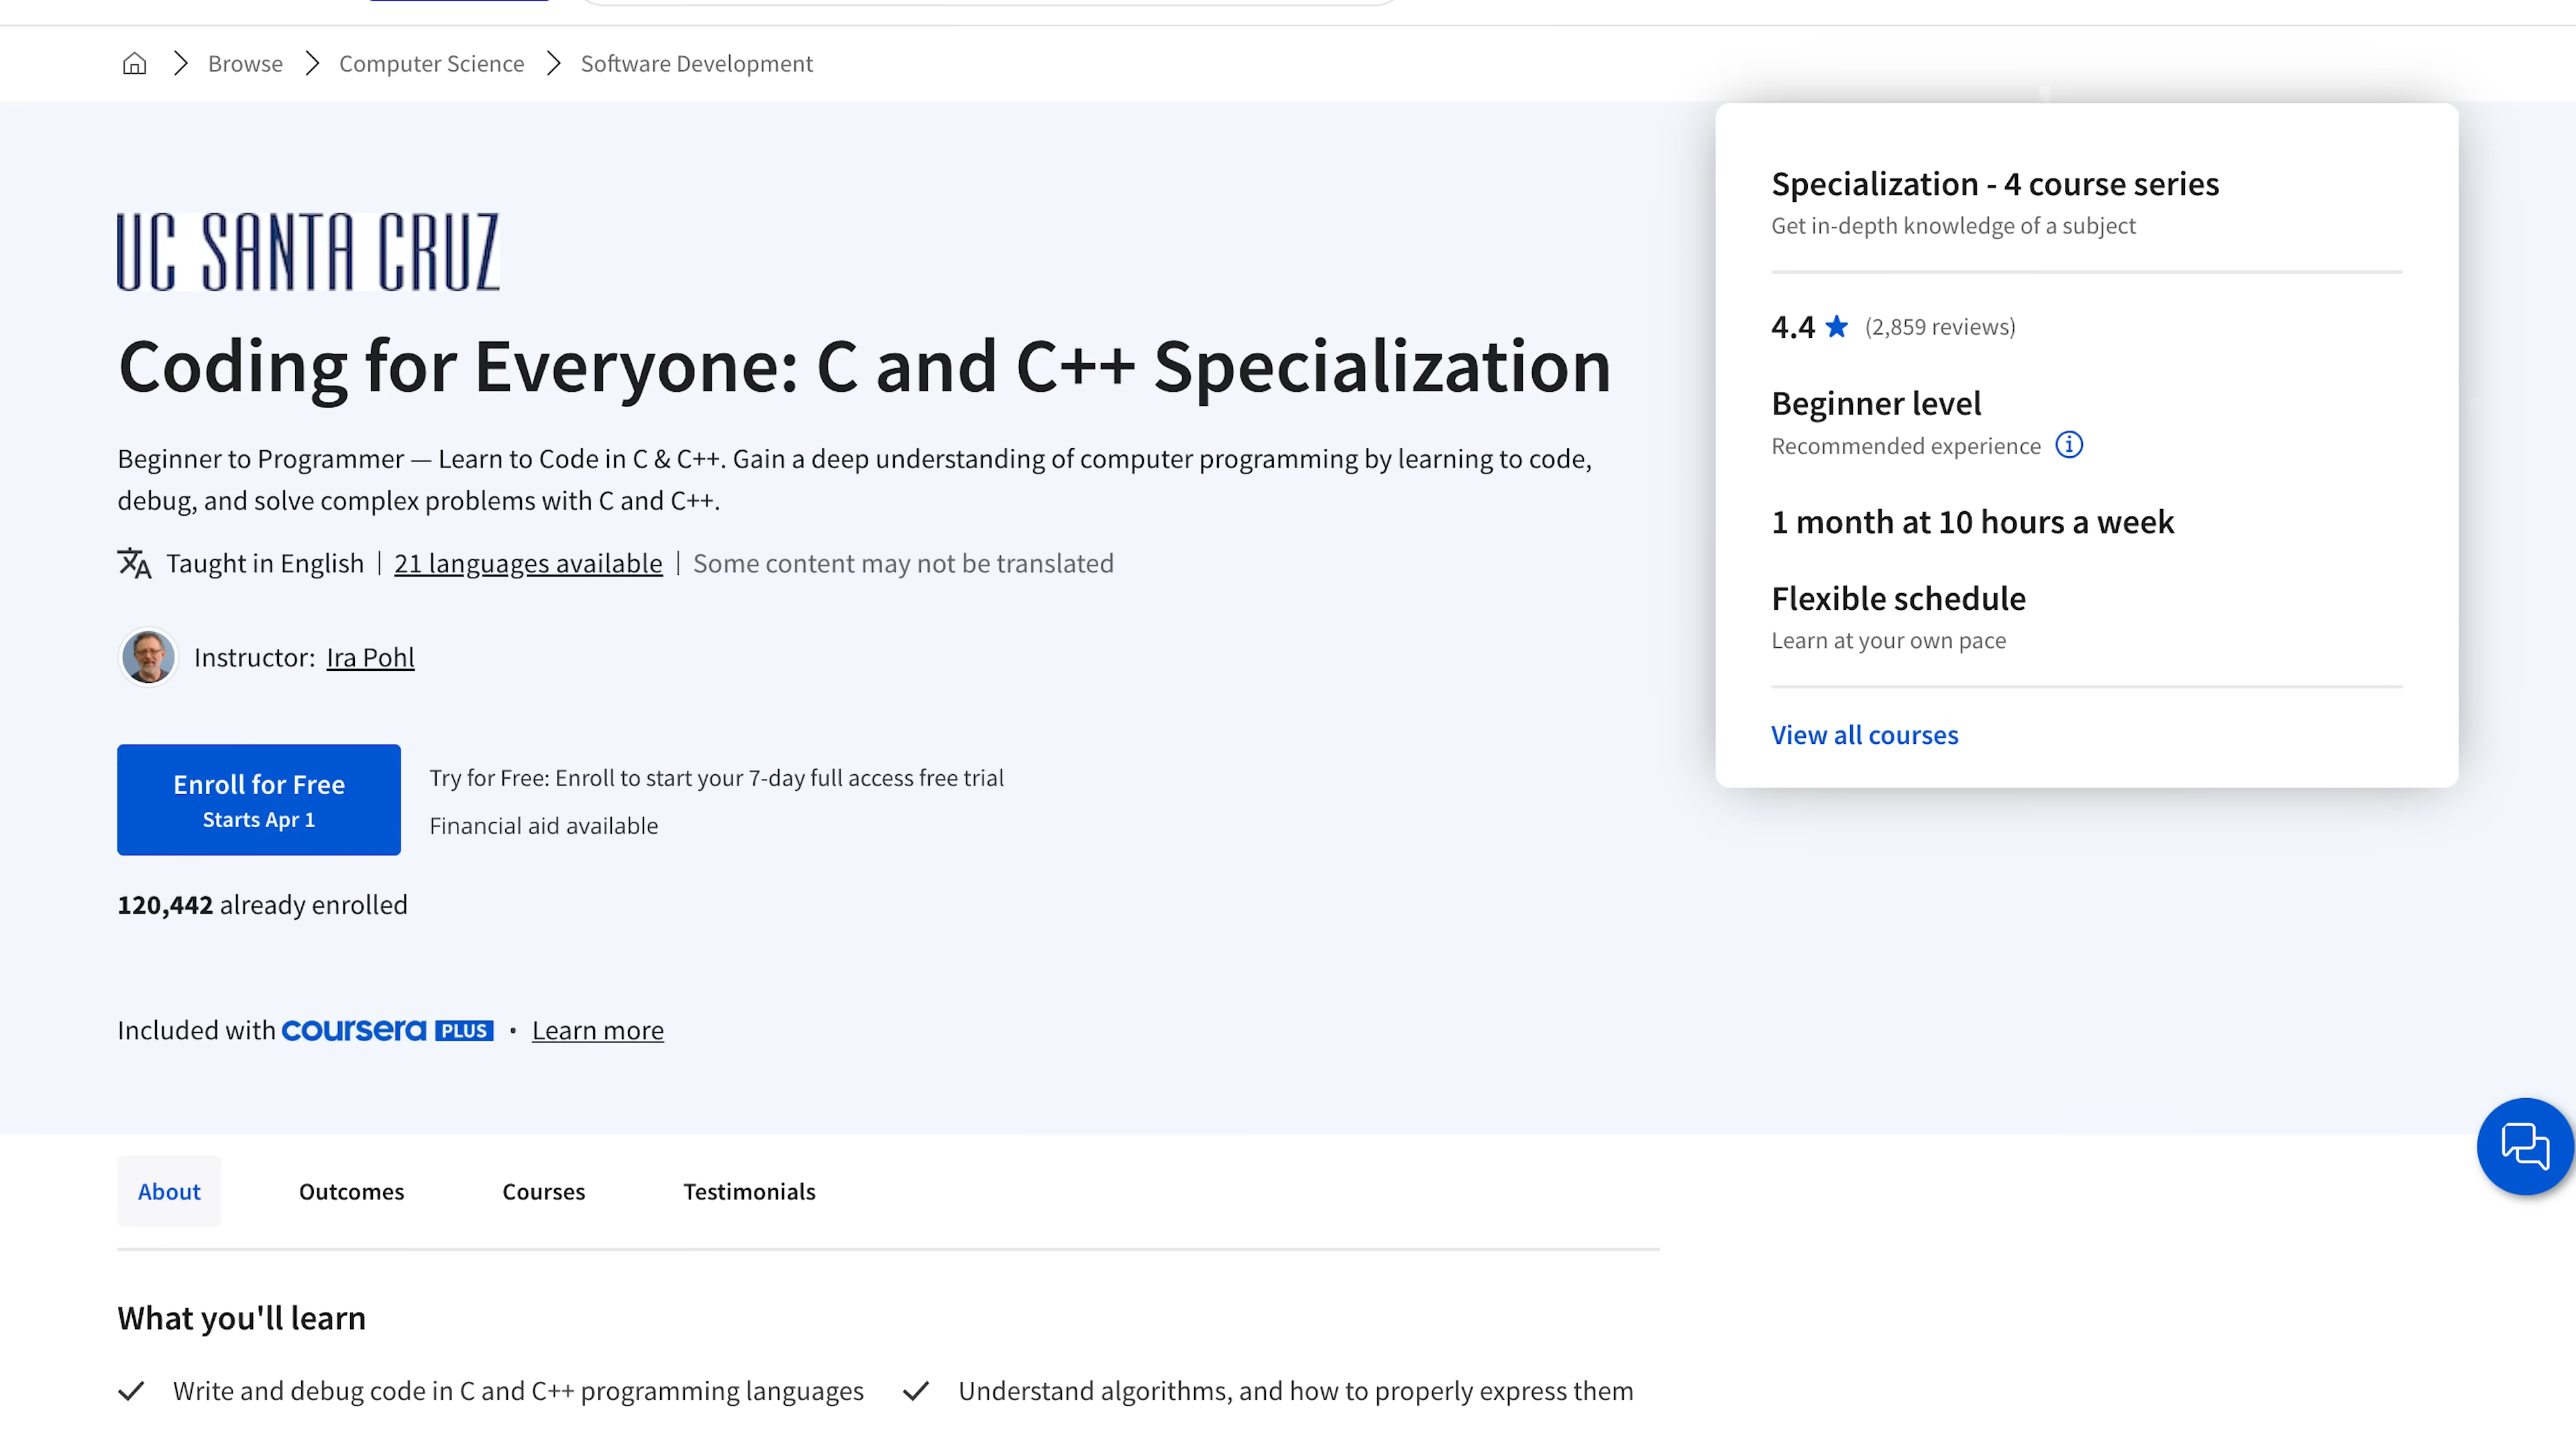 Browse
Computer Science
Software Development
UC SANTA CRUZ
Coding for Everyone: C and C++ Specialization
Beginner to Programmer — Learn to Code in C & C++. Gain a deep understanding of computer programming by learning to code,
debug, and solve complex problems with C and C++.
Taught in English | 21 languages available | Some content may not be translated
Instructor: Ira Pohl
Enroll for Free
Starts Apr 1
Try for Free: Enroll to start your 7-day full access free trial
Financial aid available
120,442 already enrolled
Included with coursera PLUS • Learn more
Specialization - 4 course series
Get in-depth knowledge of a subject
4.4 ★ (2,859 reviews)
Beginner level
Recommended experience
1 month at 10 hours a week
Flexible schedule
Learn at your own pace
View all courses
About
Outcomes
Courses
Testimonials
What you'll learn
Write and debug code in C and C++ programming languages
Understand algorithms, and how to properly express them